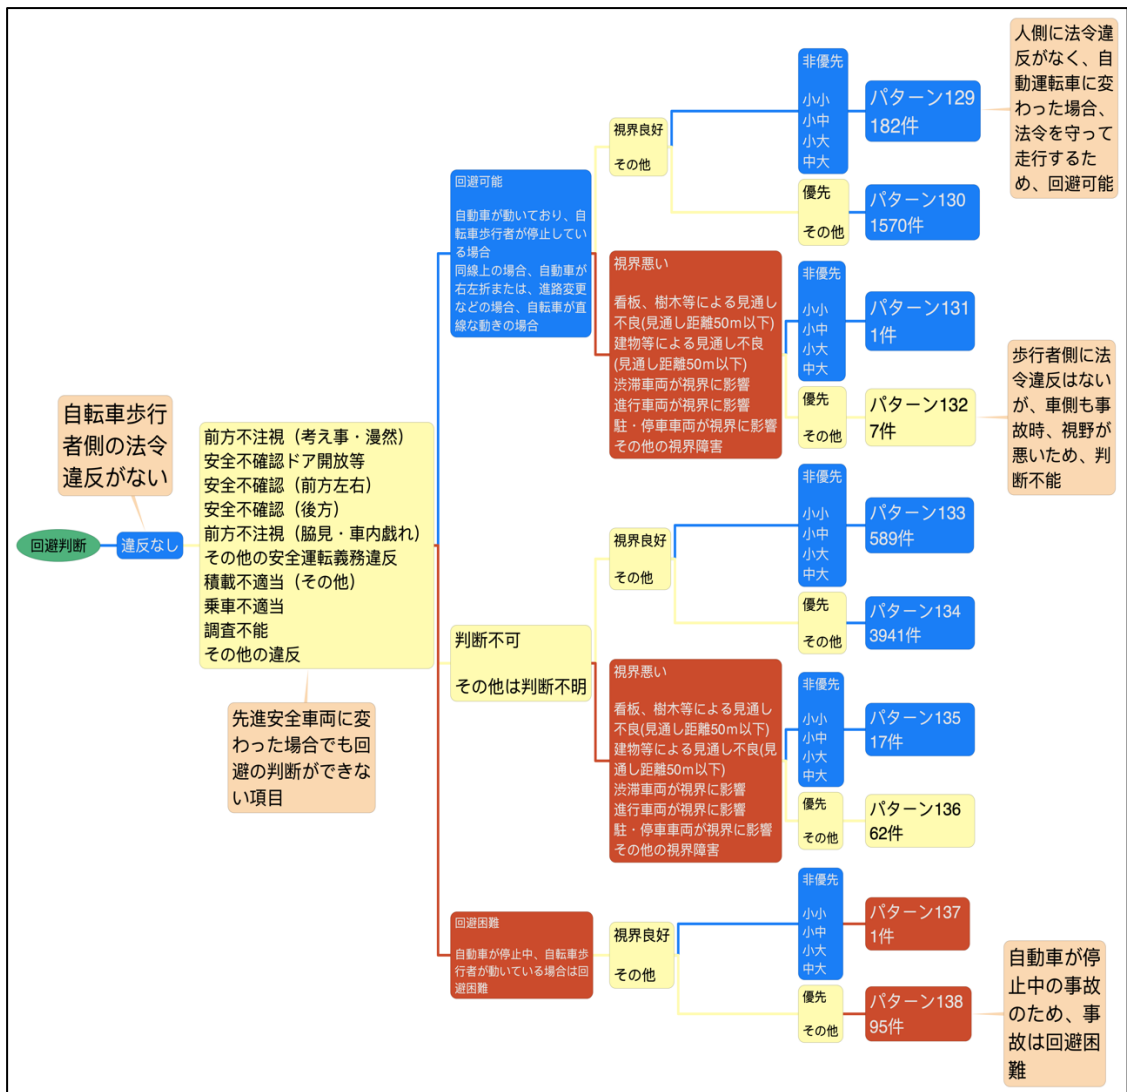 回避判断
自転車歩行
者側の法令
違反がない
違反なし
前方不注視（考え事・漫然）
安全不確認ドア開放等
安全不確認（前方左右）
安全不確認（後方）
前方不注視（脇見・車内戯れ）
その他の安全運転義務違反
積載不適当（その他）
乗車不適当
調査不能
その他の違反
先進安全車両に変
わった場合でも回
避の判断ができな
い項目
回避可能
自動車が動いており、自
転車歩行者が停止してい
る場合
同線上の場合、自動車が
右左折または、進路変更
などの場合、自転車が直
線な動きの場合
視界良好
その他
非優先
小小
小中
小大
中大
パターン129
182件
人側に法令違
反がなく、自
動運転車に変
わった場合、
法令を守って
走行するた
め、回避可能
優先
その他
パターン130
1570件
視界悪い
看板、樹木等による見通し
不良(見通し距離50m以下)
建物等による見通し不良
(見通し距離50m以下)
渋滞車両が視界に影響
進行車両が視界に影響
駐・停車車両が視界に影響
その他の視界障害
非優先
小小
小中
小大
中大
パターン131
1件
優先
その他
パターン132
7件
歩行者側に法
令違反はない
が、車側も事
故時、視野が
悪いため、判
断不能
判断不可
その他は判断不明
視界良好
その他
非優先
小小
小中
小大
中大
パターン133
589件
優先
その他
パターン134
3941件
視界悪い
看板、樹木等による見通し
不良(見通し距離50m以下)
建物等による見通し不良(見
通し距離50m以下)
渋滞車両が視界に影響
進行車両が視界に影響
駐・停車車両が視界に影響
その他の視界障害
非優先
小小
小中
小大
中大
パターン135
17件
優先
その他
パターン136
62件
回避困難
自動車が停止中、自転車歩
行者が動いている場合は回
避困難
視界良好
その他
非優先
小小
小中
小大
中大
パターン137
1件
優先
その他
パターン138
95件
自動車が停
止中の事故
のため、事
故は回避困
難